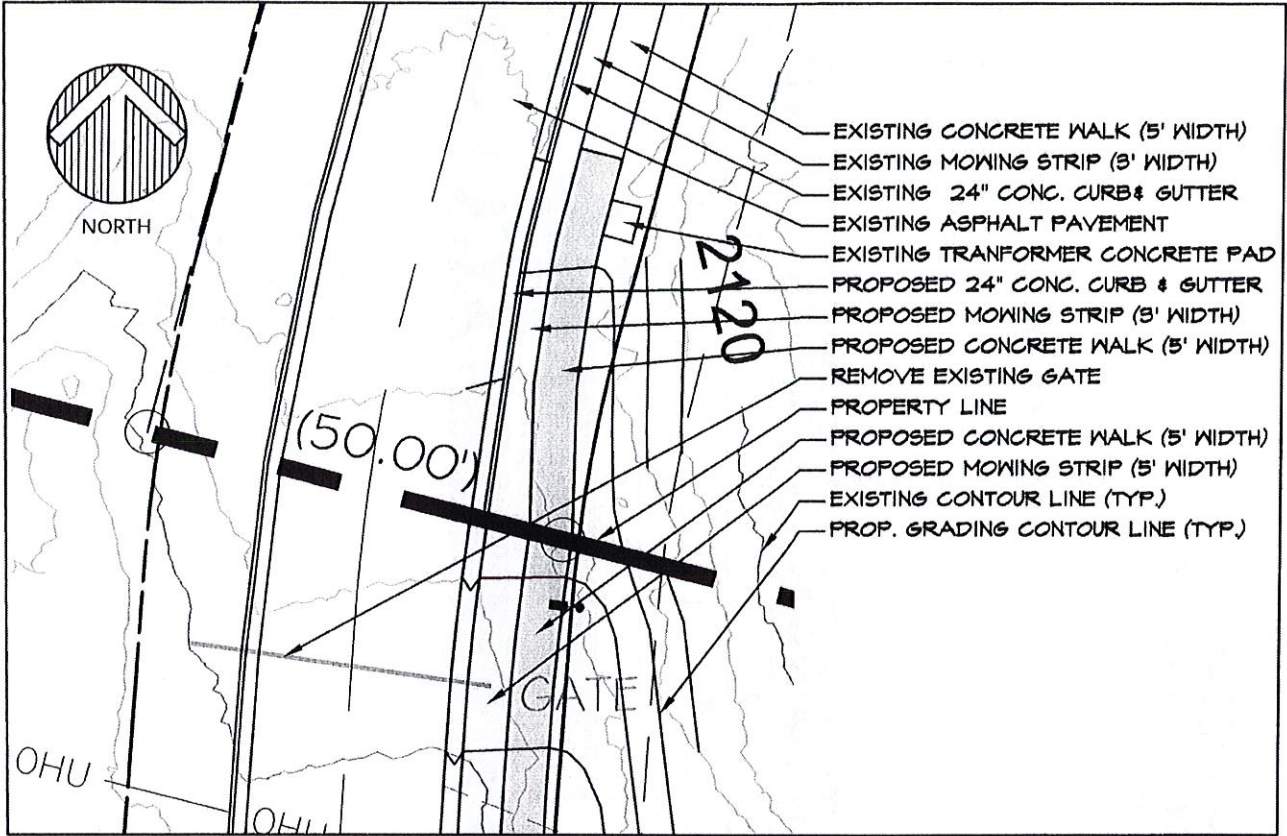 EXISTING CONCRETE WALK (5' WIDTH)
EXISTING MOWING STRIP (3' WIDTH)
EXISTING 24" CONC. CURB& GUTTER
EXISTING ASPHALT PAVEMENT
EXISTING TRANFORMER CONCRETE PAD
PROPOSED 24" CONC. CURB & GUTTER
PROPOSED MOWING STRIP (3' WIDTH)
PROPOSED CONCRETE WALK (5' WIDTH)
REMOVE EXISTING GATE
PROPERTY LINE
PROPOSED CONCRETE WALK (5' WIDTH)
PROPOSED MOWING STRIP (5' WIDTH)
EXISTING CONTOUR LINE (TYP.)
PROP. GRADING CONTOUR LINE (TYP.)
NORTH
2120
(50.00')
GATE
OHU
OHU